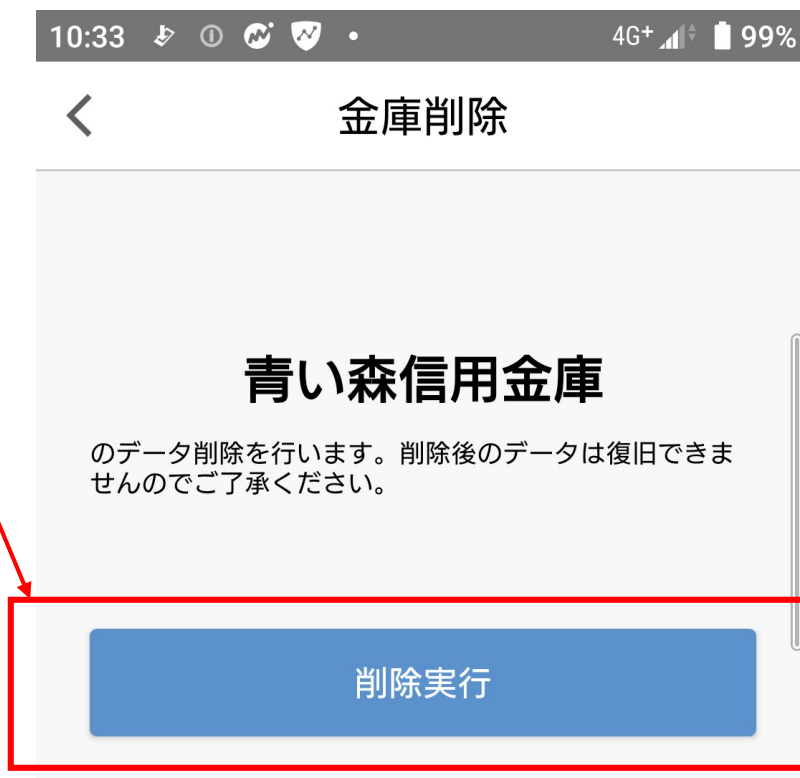 10:33 4G+ 99%
金庫削除
青い森信用金庫
のデータ削除を行います。削除後のデータは復旧できま
せんのでご了承ください。
削除実行